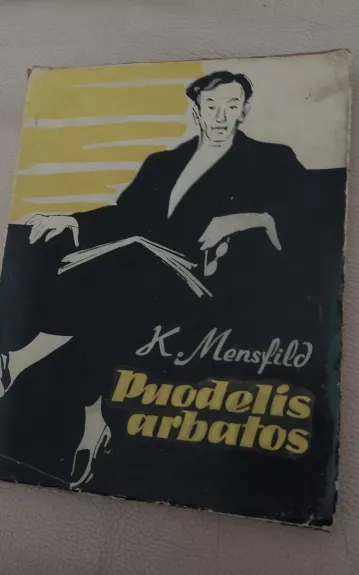 K. Mensfild
Puodelis
arbatos